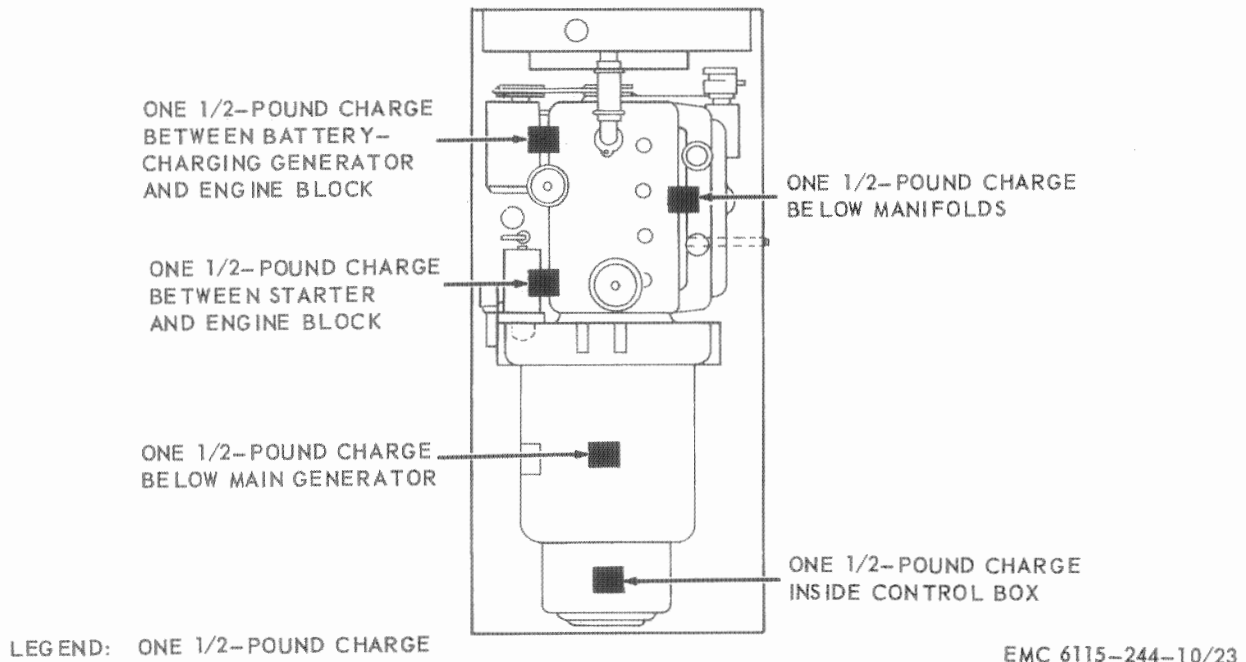 ONE 1/2-POUND CHARGE
BETWEEN BATTERY-
CHARGING GENERATOR
AND ENGINE BLOCK
ONE 1/2-POUND CHARGE
BELOW MANIFOLDS
ONE 1/2-POUND CHARGE
BETWEEN STARTER
AND ENGINE BLOCK
ONE 1/2-POUND CHARGE
BELOW MAIN GENERATOR
ONE 1/2-POUND CHARGE
INSIDE CONTROL BOX
LEGEND: ONE 1/2-POUND CHARGE
EMC 6115-244-10/23